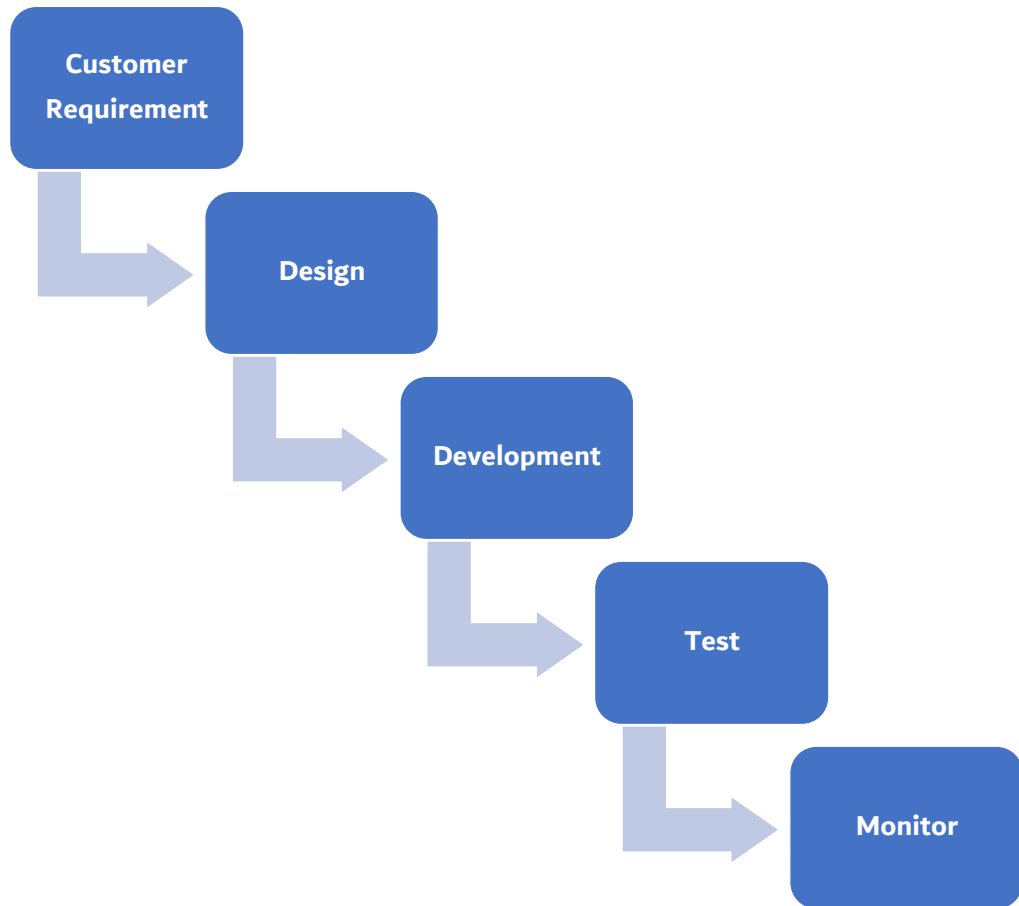 Customer
Requirement
Design
Development
Test
Monitor